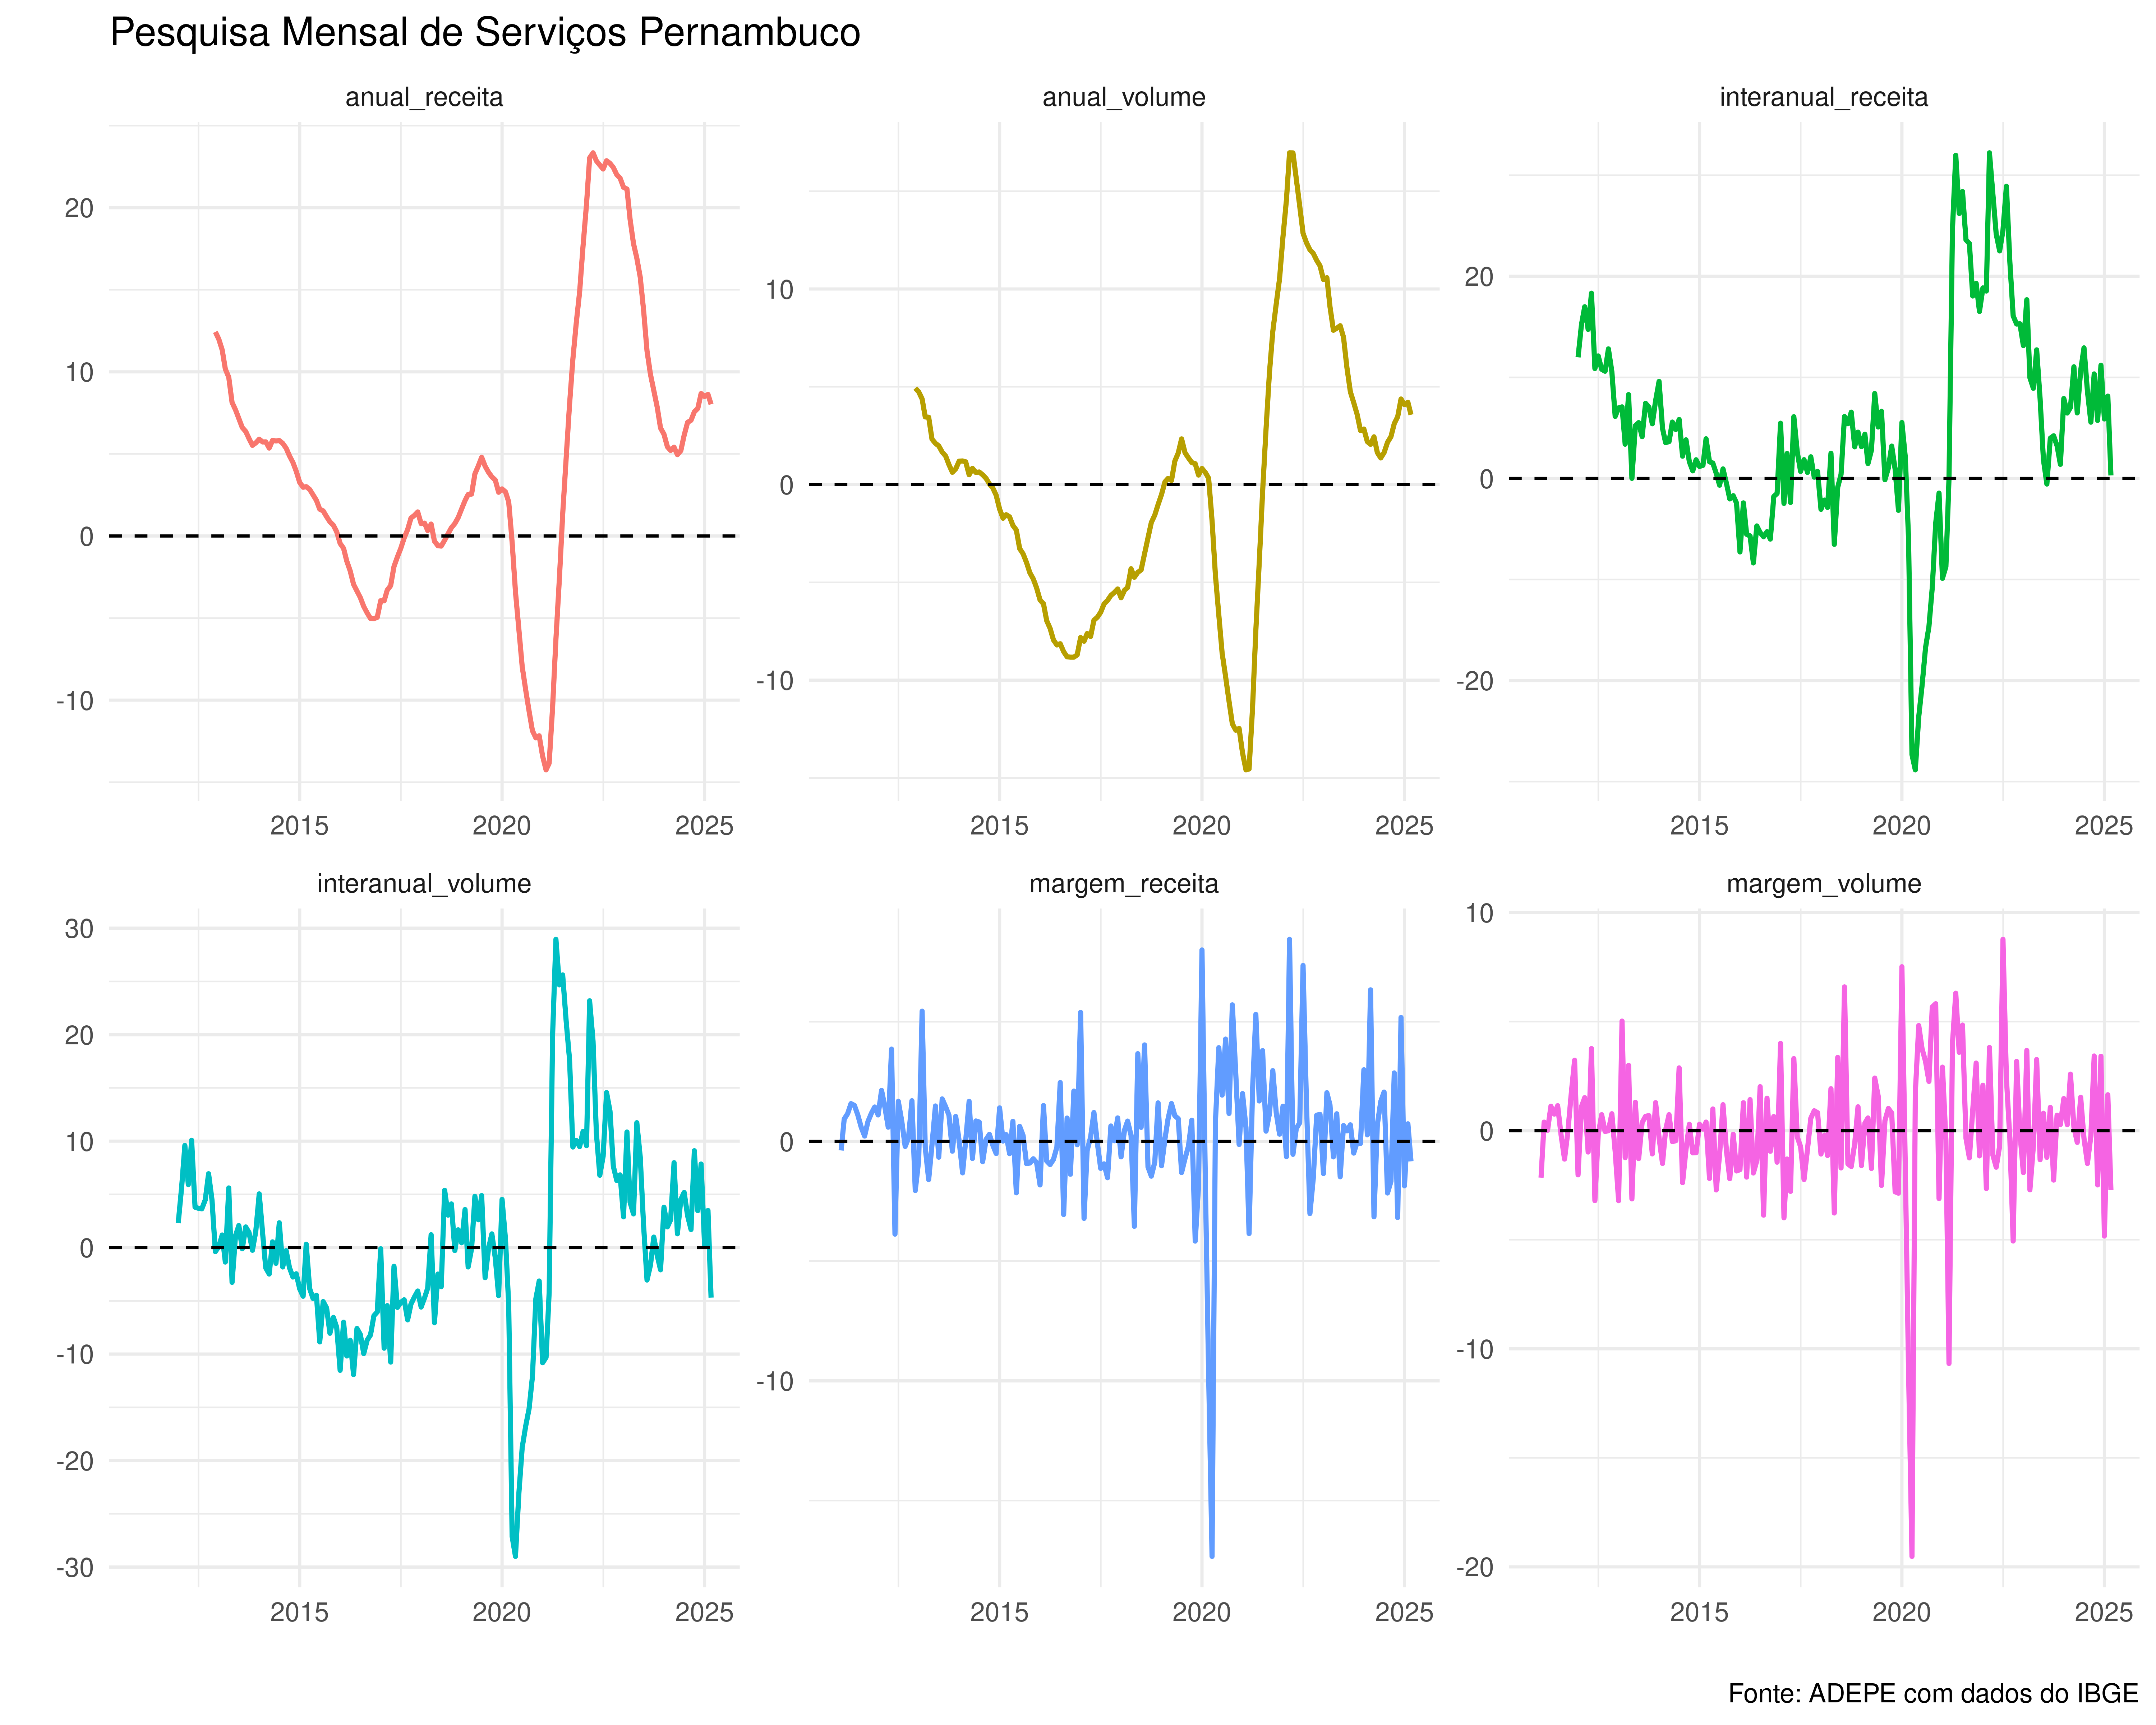 Pesquisa Mensal de Serviços Pernambuco
anual_receita
anual_volume
interanual_receita
20
10
0
-10
10
0
-10
20
0
-20
2015 2020 2025
2015 2020 2025
2015 2020 2025
interanual_volume
margem_receita
margem_volume
30
20
10
0
-10
-20
-30
0
-10
10
0
-10
-20
2015 2020 2025
2015 2020 2025
2015 2020 2025
Fonte: ADEPE com dados do IBGE